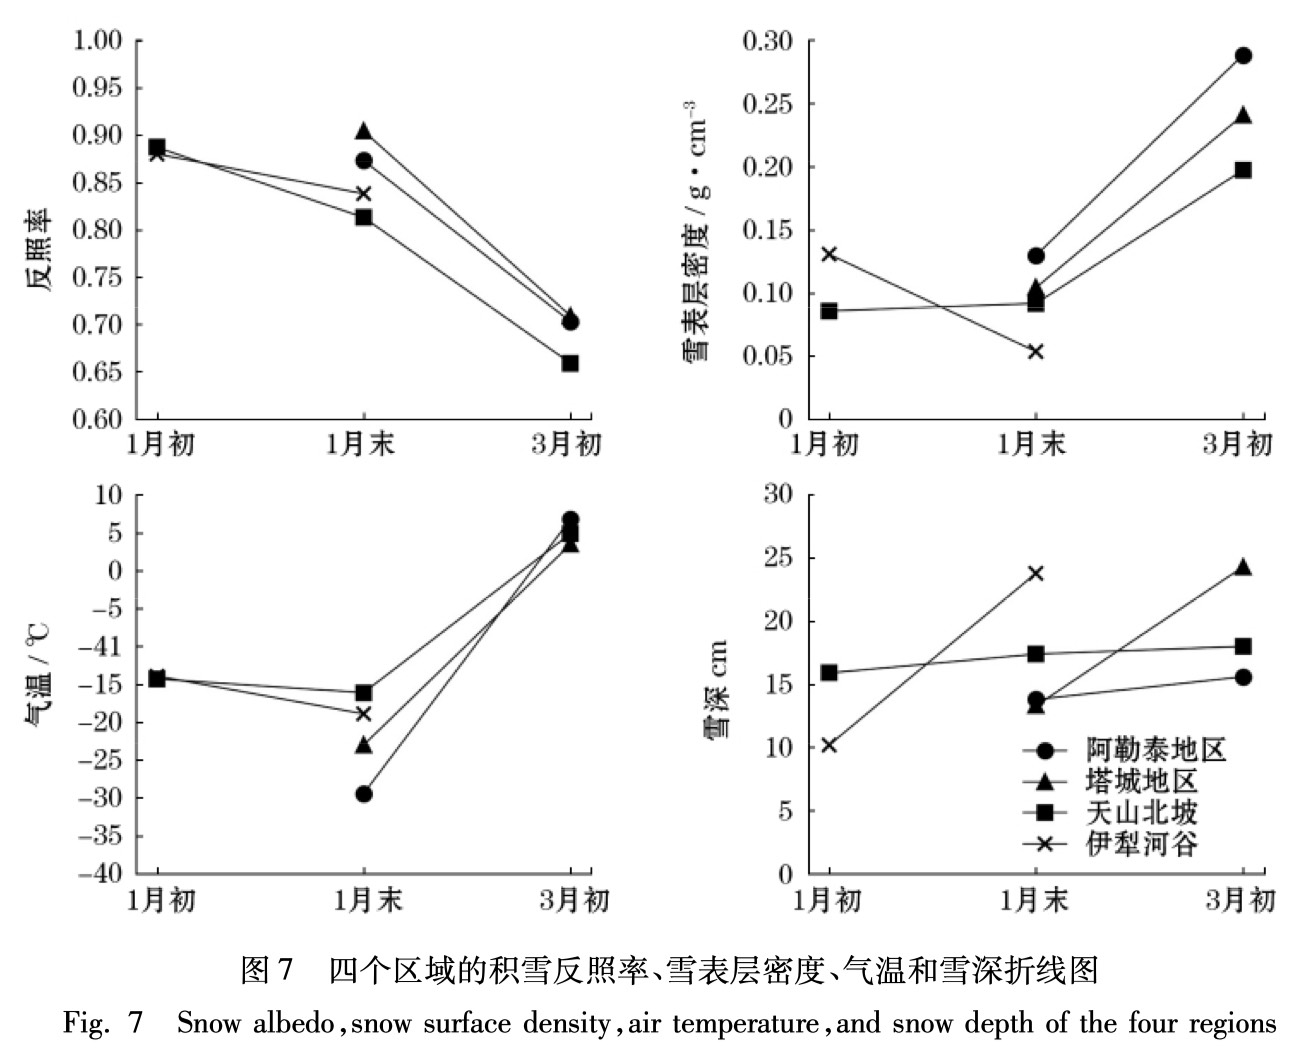 1.00
0.95
0.90
0.85
0.80
0.75
0.70
0.65
0.60
反照率
1月初
1月末
3月初
0.30
0.25
0.20
0.15
0.10
0.05
0
雪表层密度/g·cm⁻³
1月初
1月末
3月初
10
5
0
−5
−41
−15
−20
−25
−30
−35
−40
气温/℃
1月初
1月末
3月初
30
25
20
15
10
5
0
雪深 cm
阿勒泰地区
塔城地区
天山北坡
伊犁河谷
1月初
1月末
3月初
图 7 四个区域的积雪反照率、雪表层密度、气温和雪深折线图
Fig. 7 Snow albedo,snow surface density,air temperature,and snow depth of the four regions